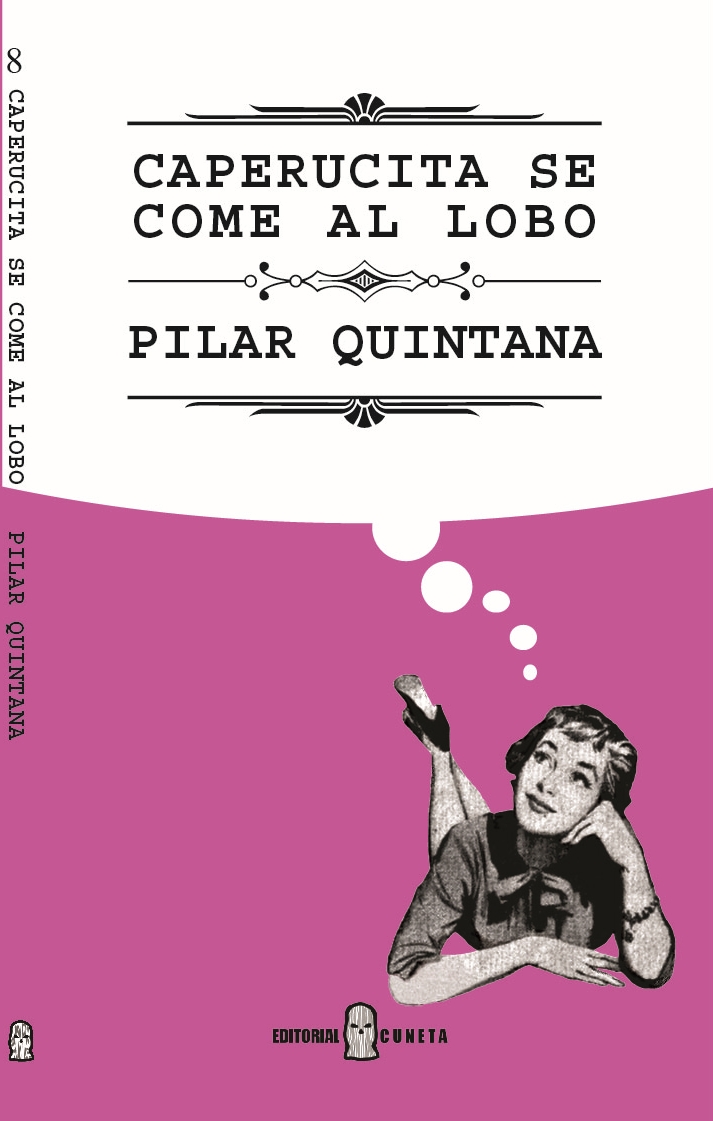 8 CAPERUCITA SE COME AL LOBO PILAR QUINTANA
CAPERUCITA SE
COME AL LOBO
PILAR QUINTANA
EDITORIAL CUNETA